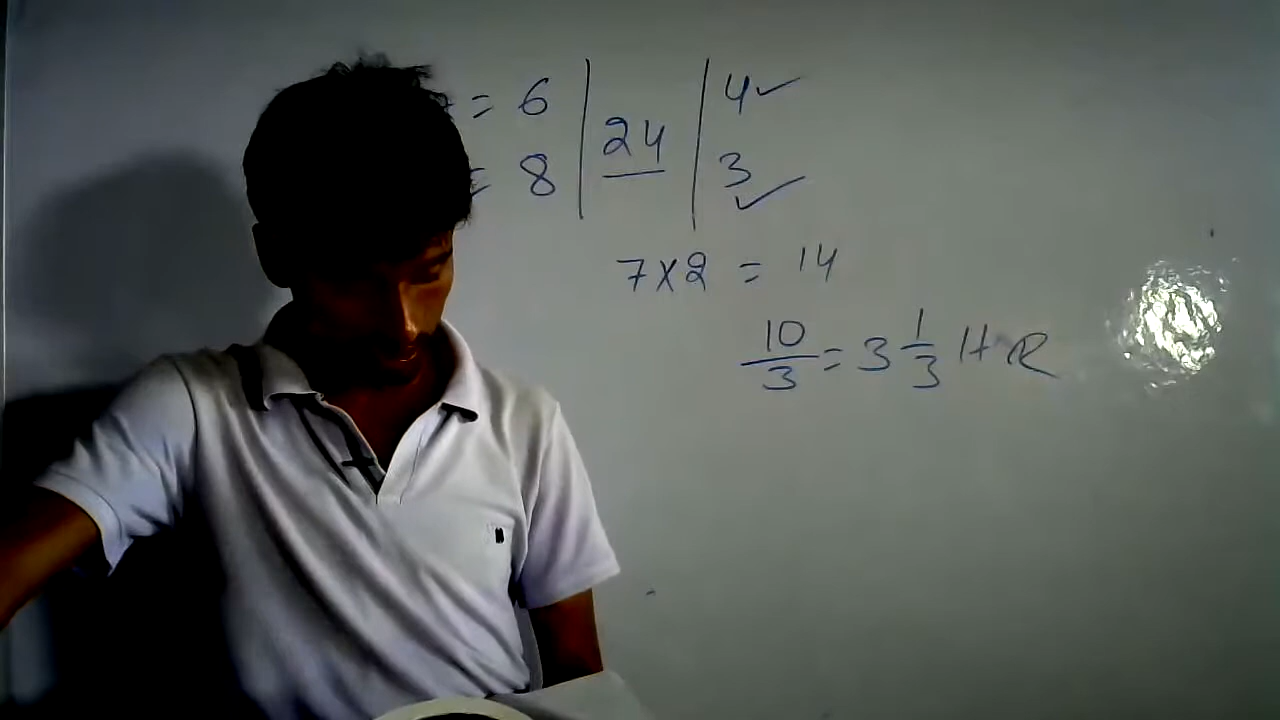 = 6 | 24 | 4 ✓
= 8 | 3 ✓
7 x 2 = 14
10/3 = 3 1/3 HR